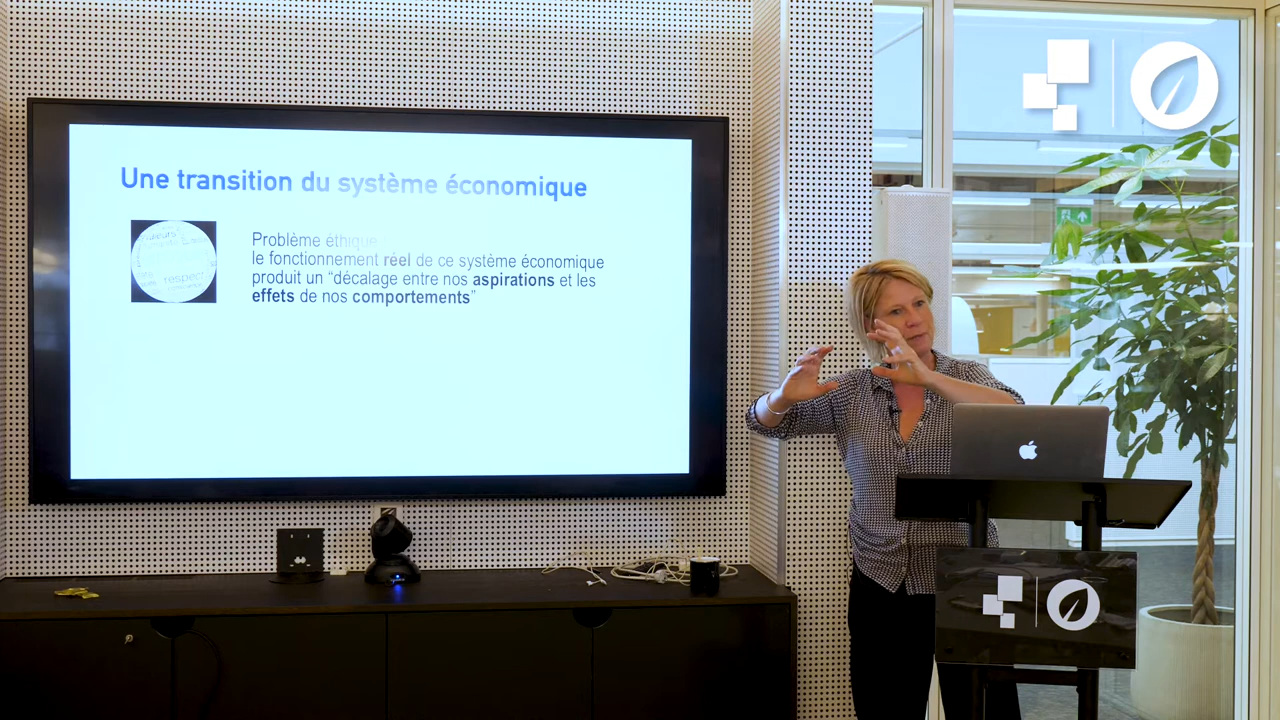 Une transition du système économique
Problème éthique
le fonctionnement réel de ce système économique
produit un “décalage entre nos aspirations et les
effets de nos comportements”
respect